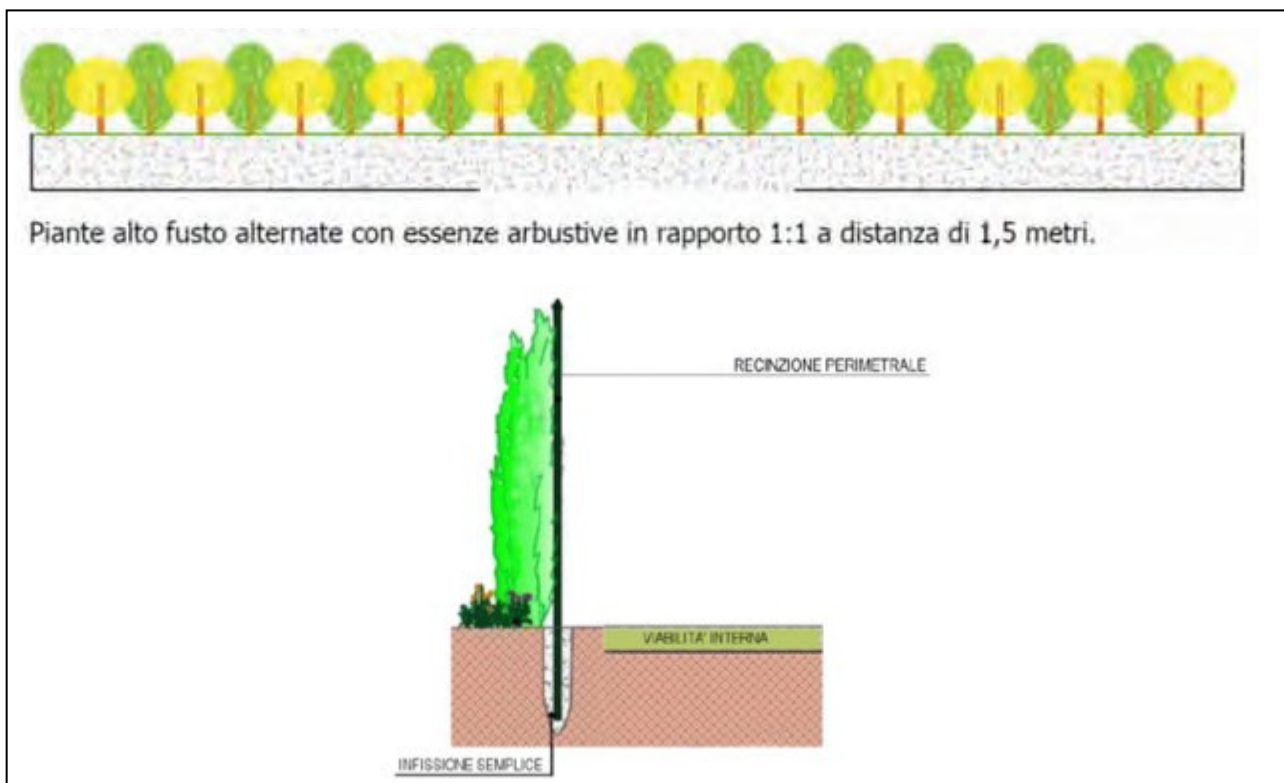 Piante alto fusto alternate con essenze arbustive in rapporto 1:1 a distanza di 1,5 metri.
RECINZIONE PERIMETRALE
VIABILITA' INTERNA
INFISSIONE SEMPLICE